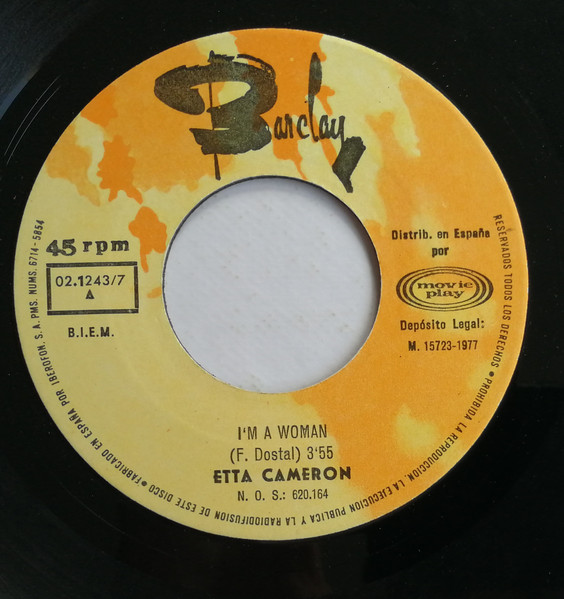 Barclay
45 rpm
02.1243/7
A
B.I.E.M.
Distrib. en España
por
movie
play
Depósito Legal:
M. 15723-1977
I'M A WOMAN
(F. Dostal) 3'55
ETTA CAMERON
N. O. S.: 620.164
RESERVADOS TODOS LOS DERECHOS • PROHIBIDA LA REPRODUCCION, LA EJECUCION PUBLICA Y LA RADIODIFUSION DE ESTE DISCO • FABRICADO EN ESPAÑA POR IBEROFON, S. A. PMS. NUMS. 6714-5854